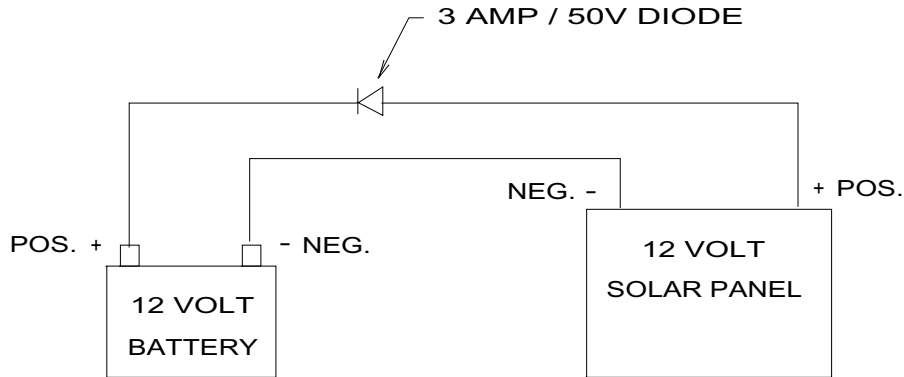 3 AMP / 50V DIODE
NEG. -
+ POS.
POS. +
- NEG.
12 VOLT
BATTERY
12 VOLT
SOLAR PANEL